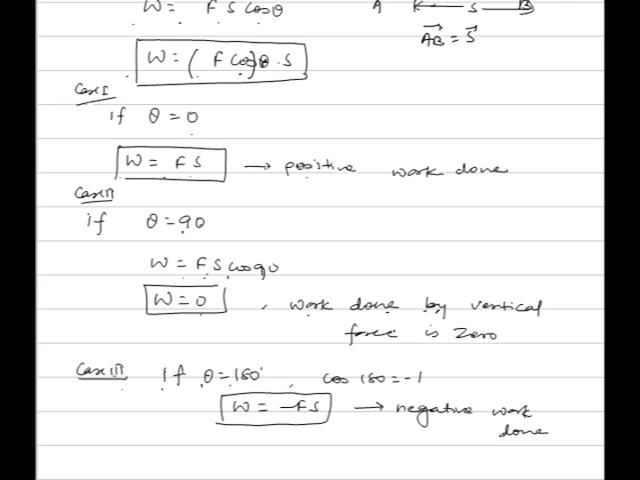 W = F S cosθ
A K S B
AB = S
W = (F cosθ) . S
Case I
if θ = 0
W = FS → positive work done
Case II
if θ = 90
W = F S cos90
W = 0 , work done by vertical
force is zero
Case III if θ = 180° , cos 180 = -1
W = -FS → negative work
done